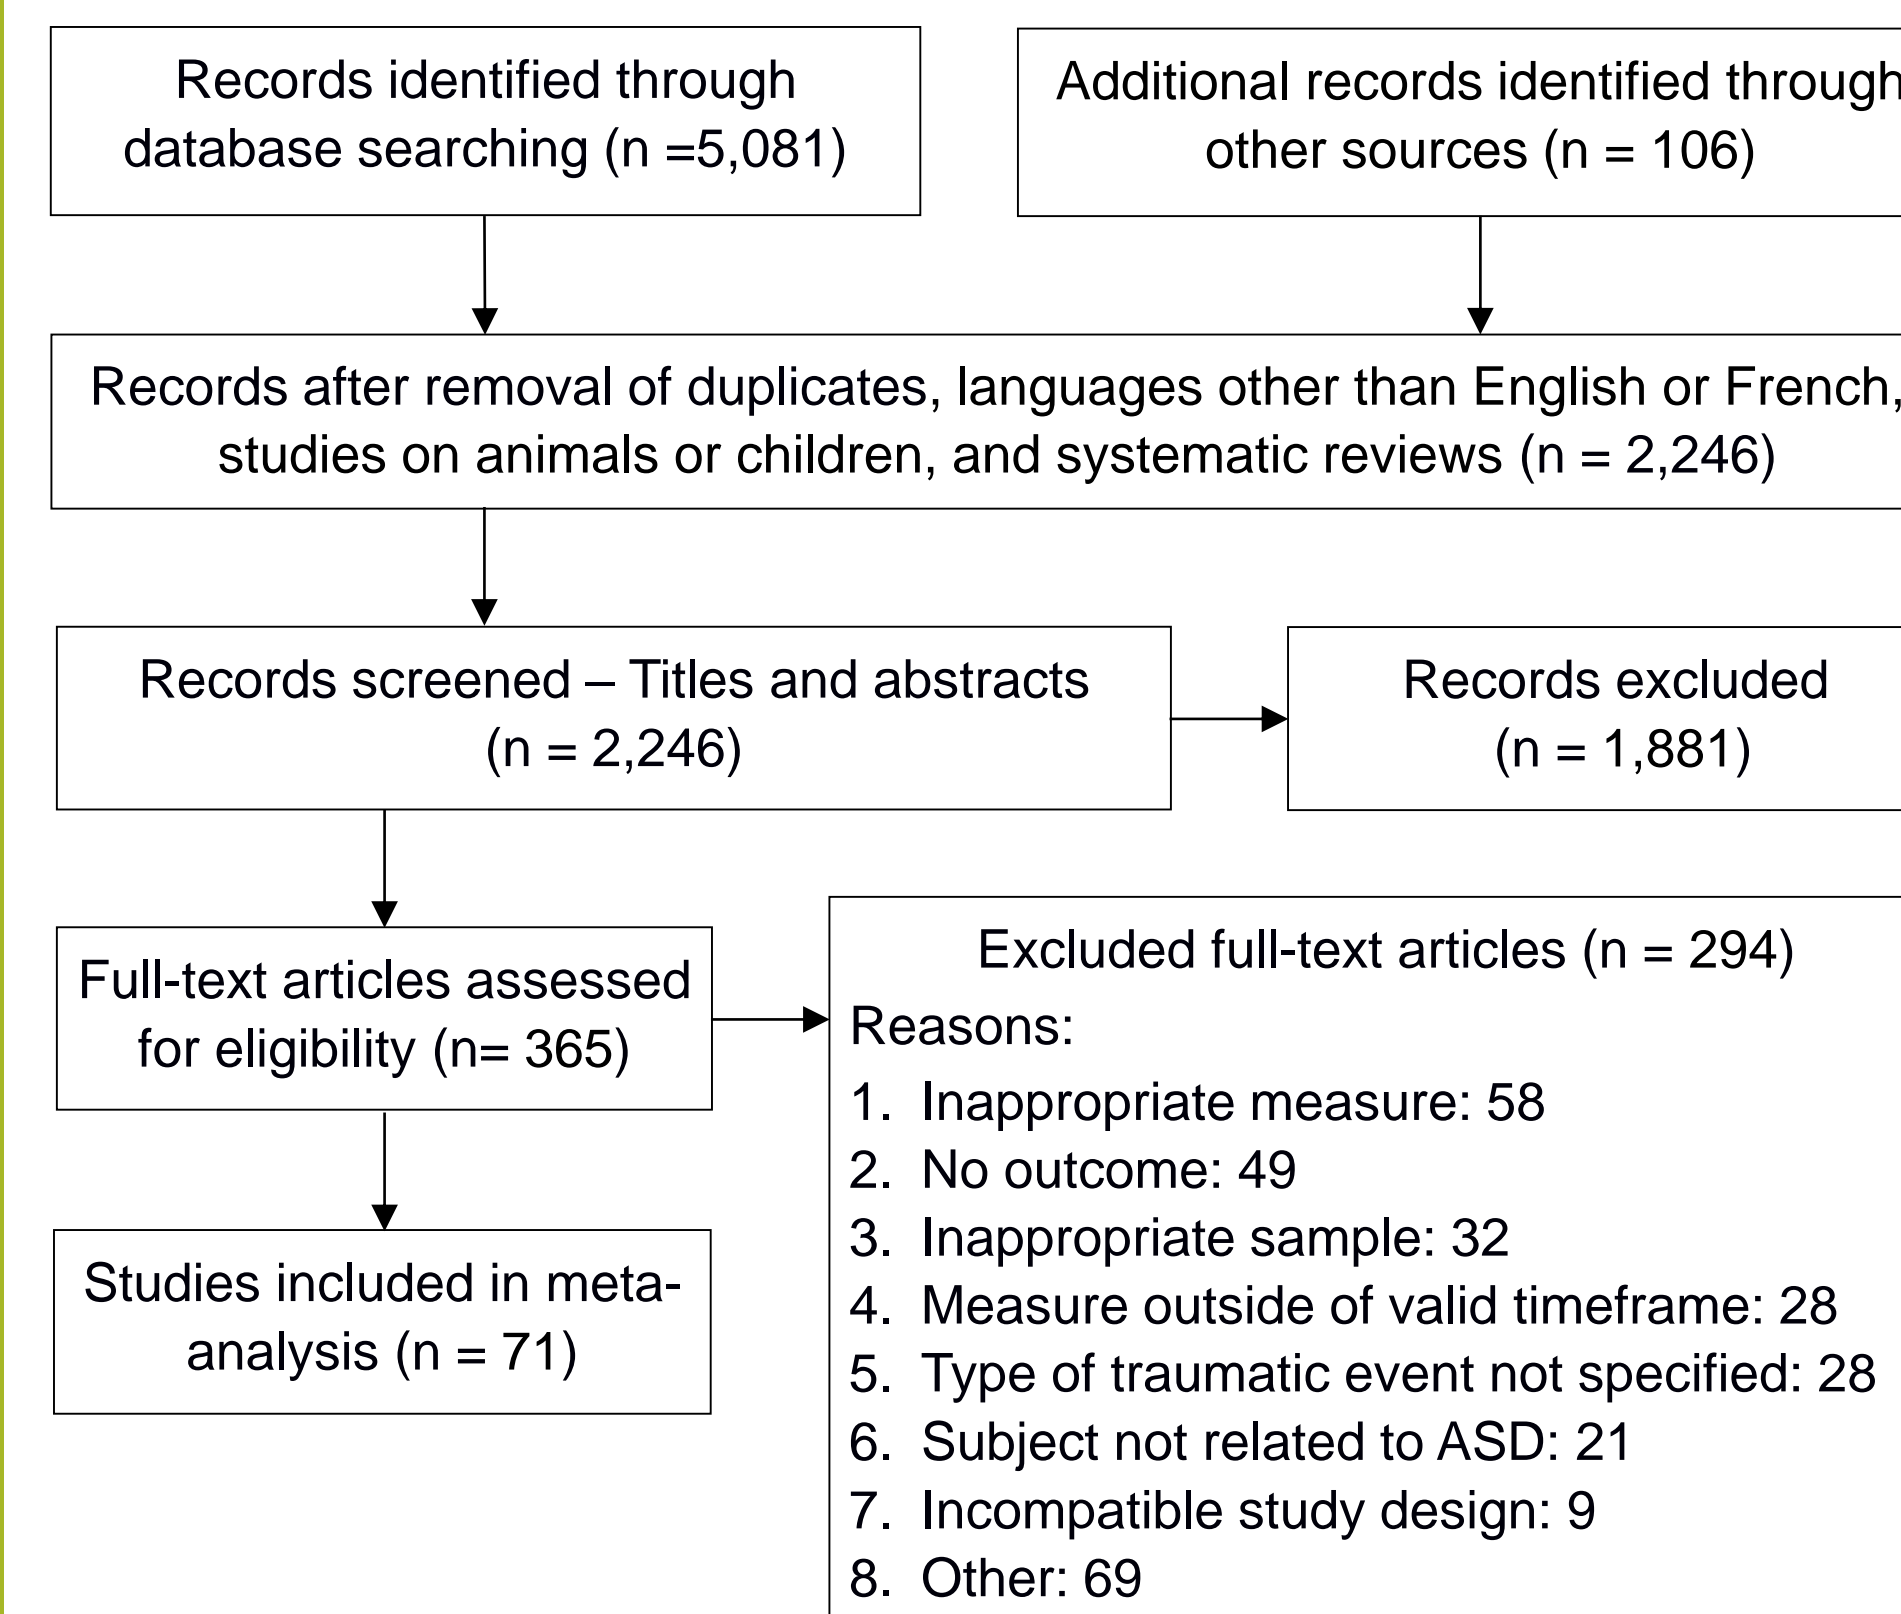 Records identified through
database searching (n =5,081)
Additional records identified through
other sources (n = 106)
Records after removal of duplicates, languages other than English or French,
studies on animals or children, and systematic reviews (n = 2,246)
Records screened – Titles and abstracts
(n = 2,246)
Records excluded
(n = 1,881)
Full-text articles assessed
for eligibility (n= 365)
Excluded full-text articles (n = 294)
Reasons:
1. Inappropriate measure: 58
2. No outcome: 49
3. Inappropriate sample: 32
4. Measure outside of valid timeframe: 28
5. Type of traumatic event not specified: 28
6. Subject not related to ASD: 21
7. Incompatible study design: 9
8. Other: 69
Studies included in meta-
analysis (n = 71)